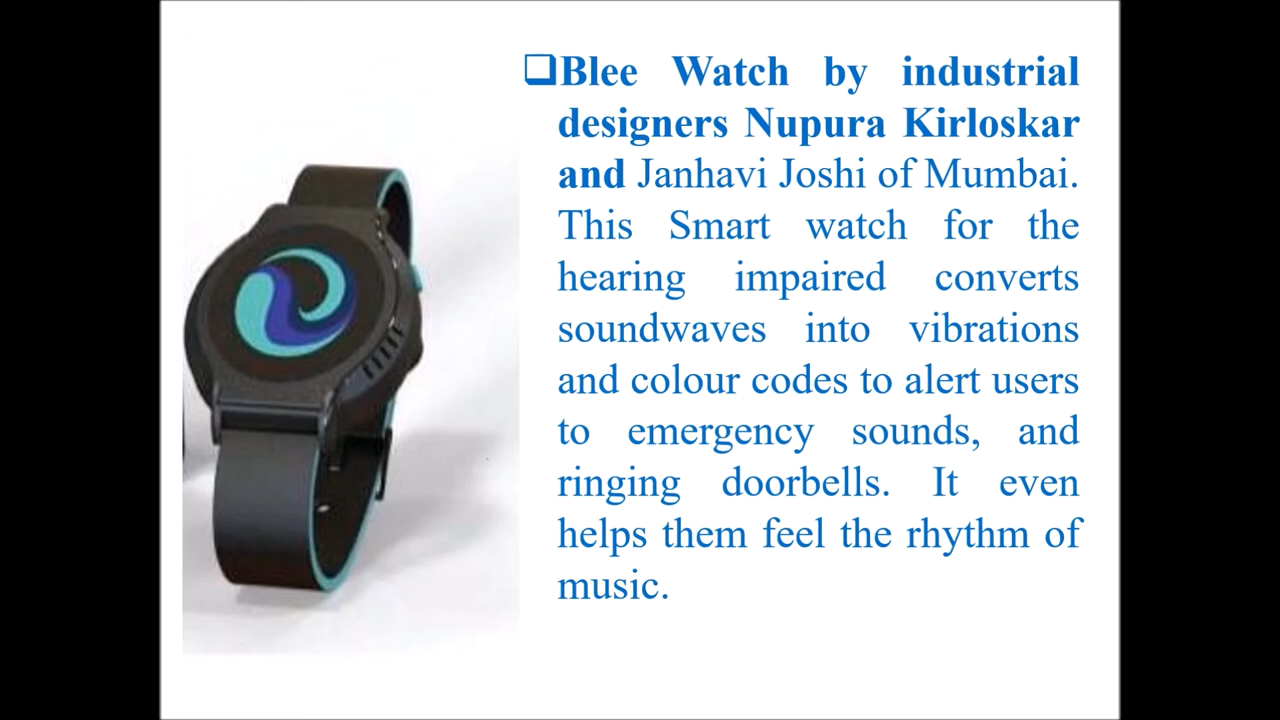 ❑Blee Watch by industrial
designers Nupura Kirloskar
and Janhavi Joshi of Mumbai.
This Smart watch for the
hearing impaired converts
soundwaves into vibrations
and colour codes to alert users
to emergency sounds, and
ringing doorbells. It even
helps them feel the rhythm of
music.